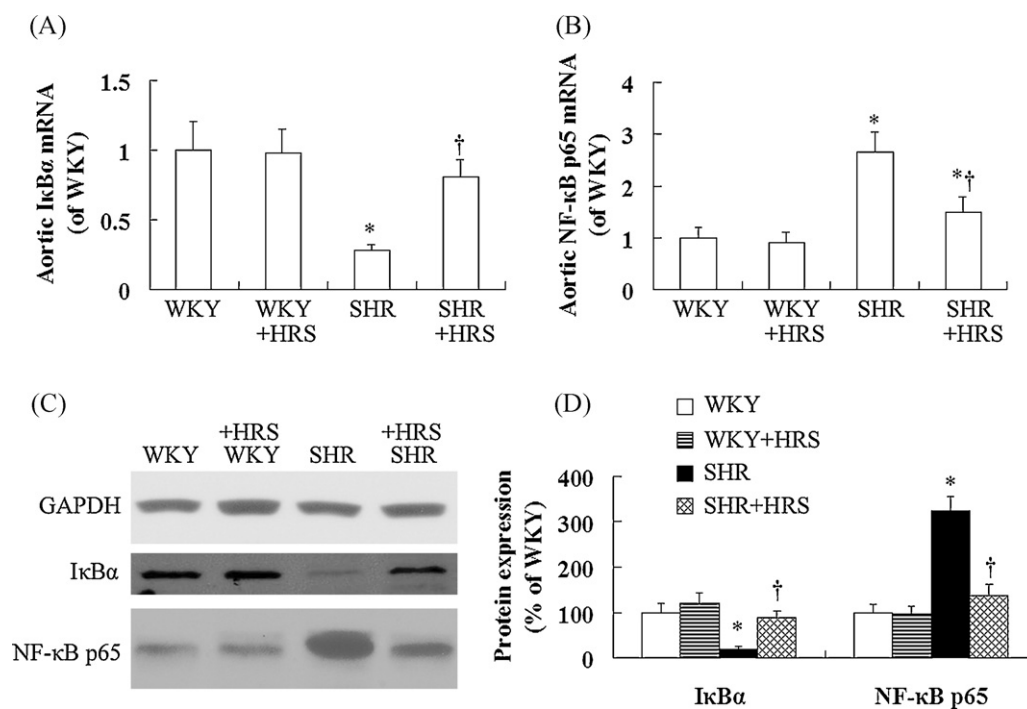 (A)
Aortic IκBα mRNA
(of WKY)
1.5
1
0.5
0
*
†
WKY
WKY
+HRS
SHR
SHR
+HRS
(B)
Aortic NF-κB p65 mRNA
(of WKY)
4
3
2
1
0
*
*†
WKY
WKY
+HRS
SHR
SHR
+HRS
(C)
WKY
+HRS
WKY
SHR
+HRS
SHR
GAPDH
IκBα
NF-κB p65
(D)
WKY
WKY+HRS
SHR
SHR+HRS
Protein expression
(% of WKY)
400
300
200
100
0
*
†
*
†
IκBα
NF-κB p65